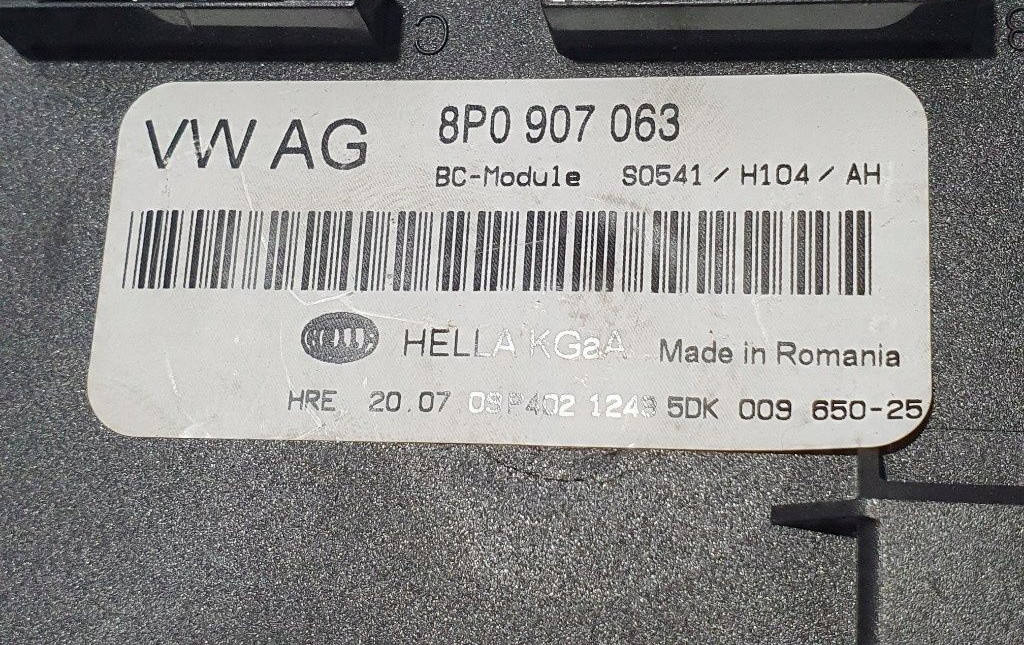 C
VW AG
8P0 907 063
BC-Module S0541 / H104 / AH
HELLA KGaA Made in Romania
HRE 20.07 5DK 009 650-25